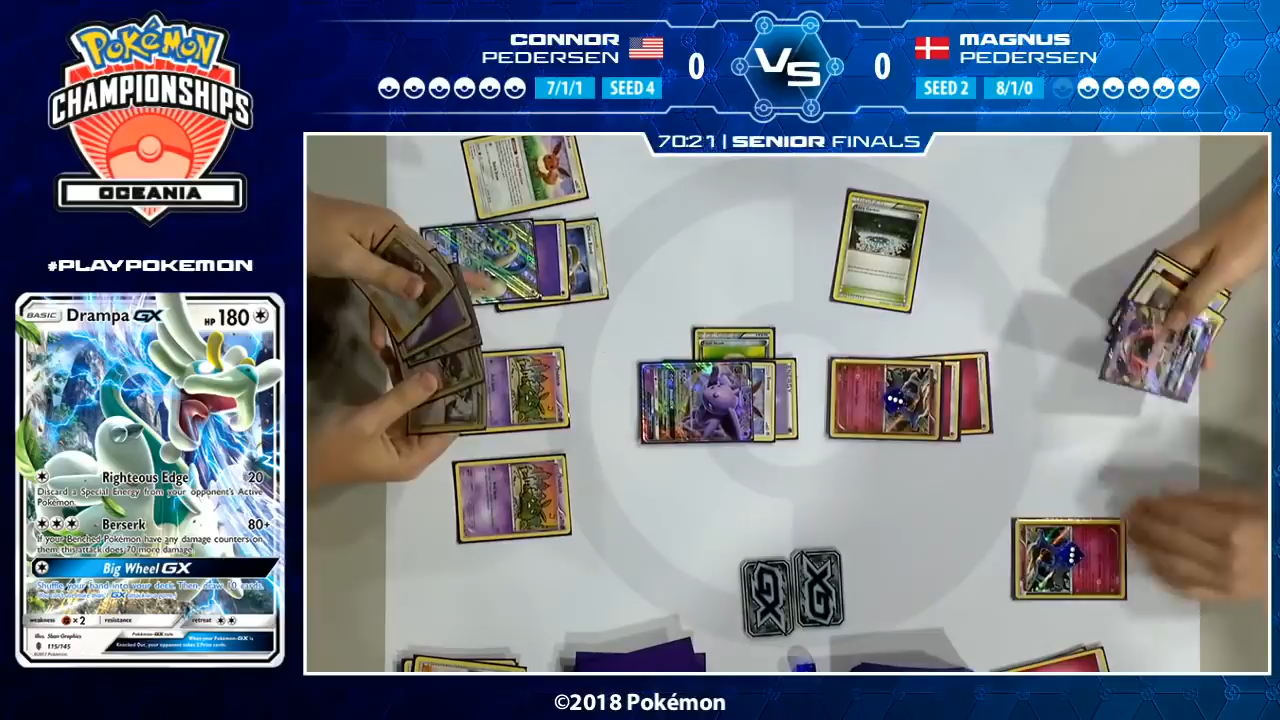 POKÉMON
CHAMPIONSHIPS
OCEANIA
#PLAYPOKEMON
CONNOR
PEDERSEN
0
7/1/1
SEED 4
VS
0
MAGNUS
PEDERSEN
SEED 2
8/1/0
70:21 | SENIOR FINALS
BASIC Drampa GX HP 180
Righteous Edge 20
Discard a Special Energy from your opponent's Active
Pokémon.
Berserk 80+
If your Benched Pokémon have any damage counters on
them, this attack does 70 more damage.
Big Wheel GX
Shuffle your hand into your deck. Then, draw 10 cards.
weakness ×2 resistance retreat
115/145
GX
GX
©2018 Pokémon